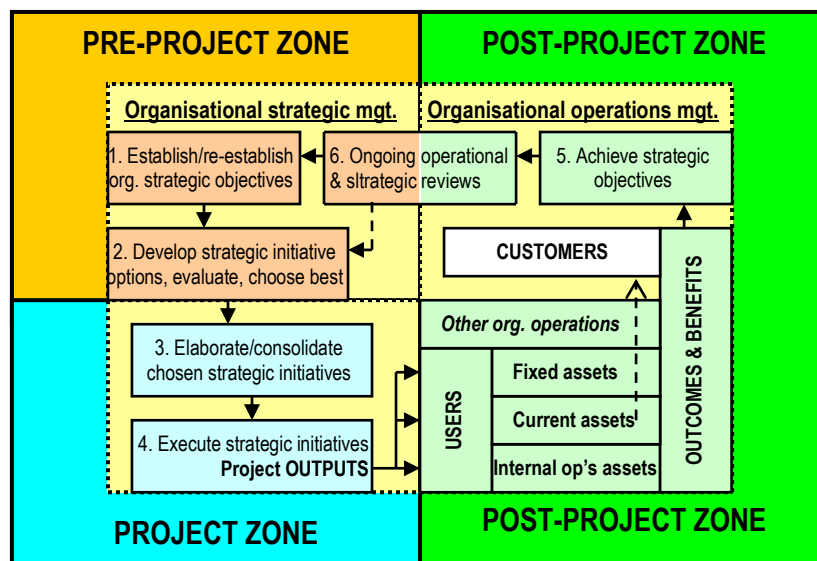 PRE-PROJECT ZONE
POST-PROJECT ZONE
Organisational strategic mgt.
Organisational operations mgt.
1. Establish/re-establish
org. strategic objectives
6. Ongoing operational
& sltrategic reviews
5. Achieve strategic
objectives
2. Develop strategic initiative
options, evaluate, choose best
CUSTOMERS
3. Elaborate/consolidate
chosen strategic initiatives
Other org. operations
Fixed assets
Current assets
Internal op's assets
USERS
OUTCOMES & BENEFITS
4. Execute strategic initiatives
Project OUTPUTS
PROJECT ZONE
POST-PROJECT ZONE